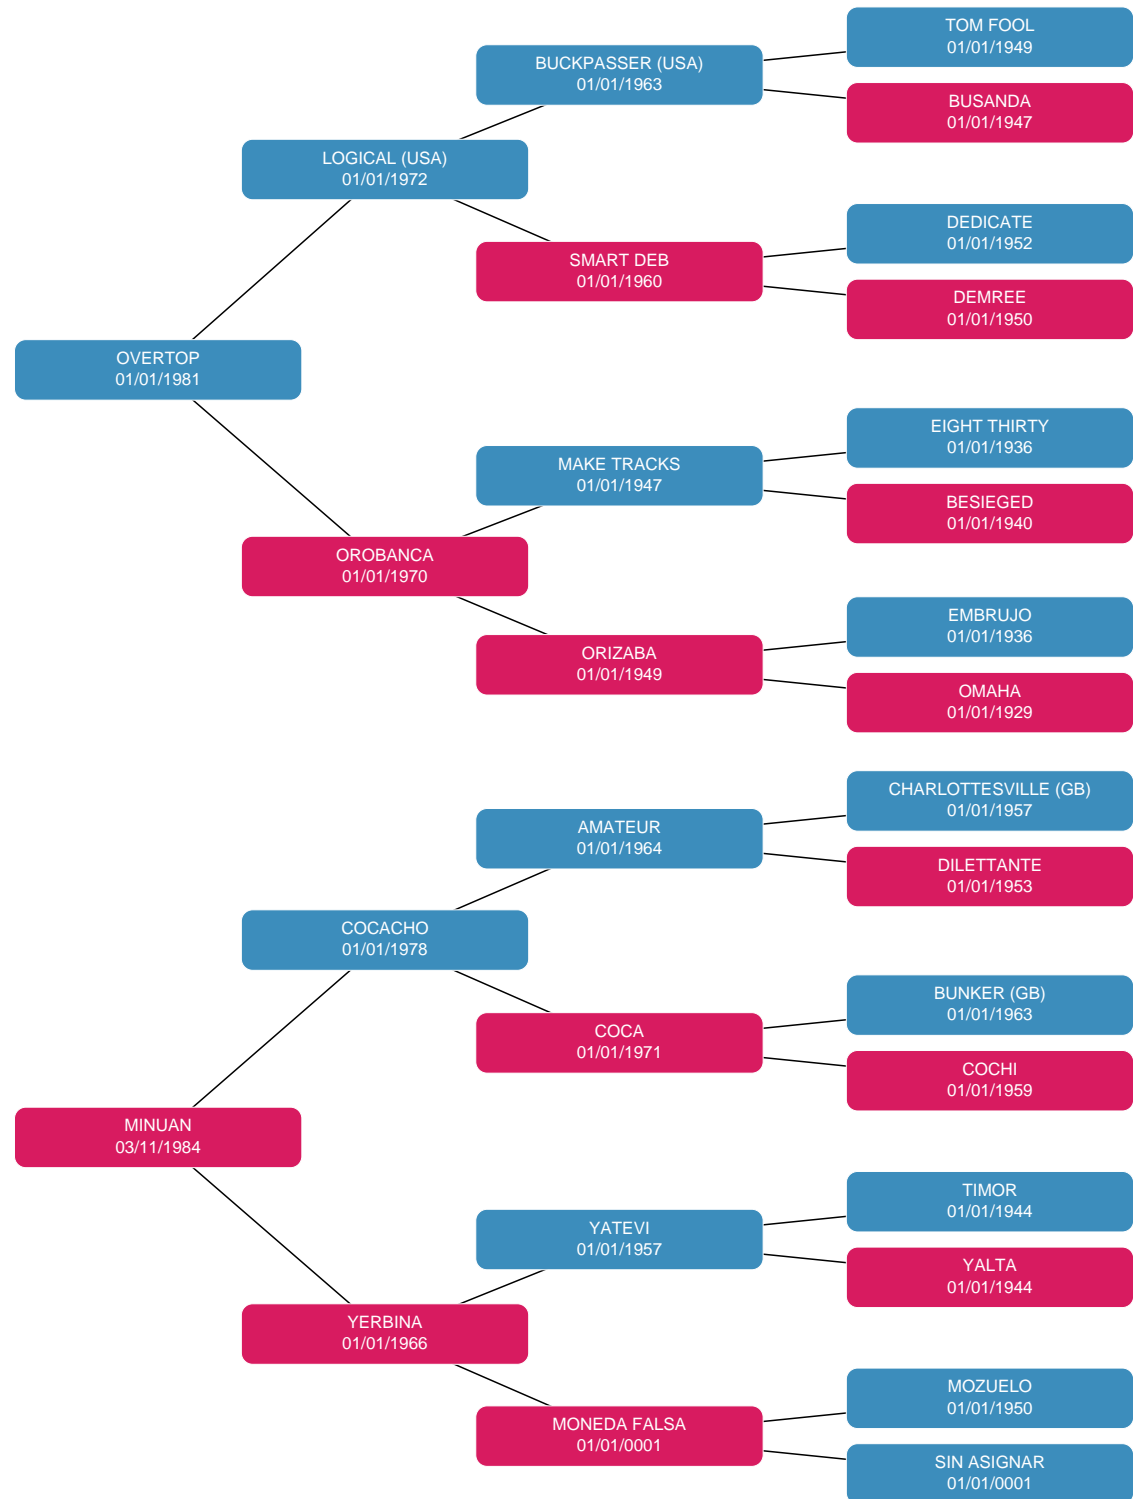 TOM FOOL
01/01/1949
BUCKPASSER (USA)
01/01/1963
BUSANDA
01/01/1947
LOGICAL (USA)
01/01/1972
DEDICATE
01/01/1952
SMART DEB
01/01/1960
DEMREE
01/01/1950
OVERTOP
01/01/1981
EIGHT THIRTY
01/01/1936
MAKE TRACKS
01/01/1947
BESIEGED
01/01/1940
OROBANCA
01/01/1970
EMBRUJO
01/01/1936
ORIZABA
01/01/1949
OMAHA
01/01/1929
CHARLOTTESVILLE (GB)
01/01/1957
AMATEUR
01/01/1964
DILETTANTE
01/01/1953
COCACHO
01/01/1978
BUNKER (GB)
01/01/1963
COCA
01/01/1971
COCHI
01/01/1959
MINUAN
03/11/1984
TIMOR
01/01/1944
YATEVI
01/01/1957
YALTA
01/01/1944
YERBINA
01/01/1966
MOZUELO
01/01/1950
MONEDA FALSA
01/01/0001
SIN ASIGNAR
01/01/0001